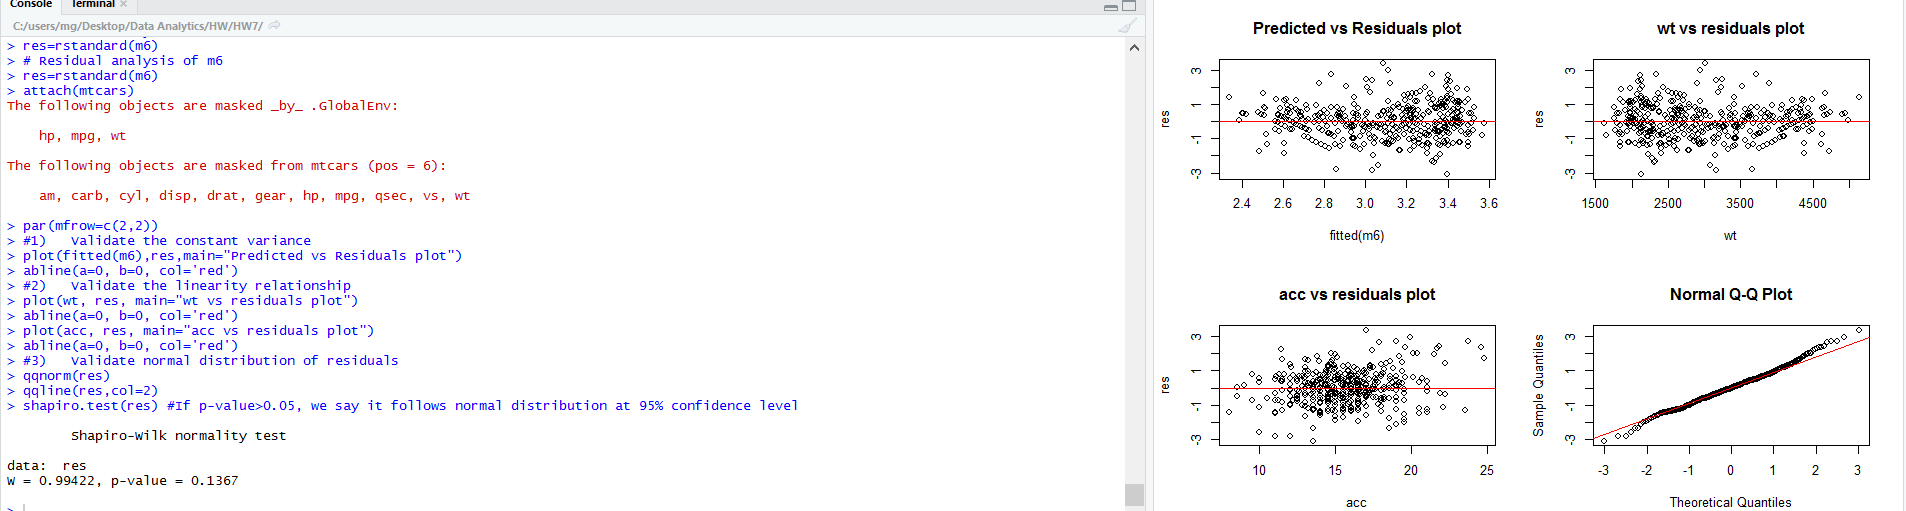 Console Terminal ×
C:/users/mg/Desktop/Data Analytics/HW/HW7/
> res=rstandard(m6)
> # Residual analysis of m6
> res=rstandard(m6)
> attach(mtcars)
The following objects are masked _by_ .GlobalEnv:
hp, mpg, wt
The following objects are masked from mtcars (pos = 6):
am, carb, cyl, disp, drat, gear, hp, mpg, qsec, vs, wt
> par(mfrow=c(2,2))
> #1) Validate the constant variance
> plot(fitted(m6),res,main="Predicted vs Residuals plot")
> abline(a=0, b=0, col='red')
> #2) Validate the linearity relationship
> plot(wt, res, main="wt vs residuals plot")
> abline(a=0, b=0, col='red')
> plot(acc, res, main="acc vs residuals plot")
> abline(a=0, b=0, col='red')
> #3) Validate normal distribution of residuals
> qqnorm(res)
> qqline(res,col=2)
> shapiro.test(res) #If p-value>0.05, we say it follows normal distribution at 95% confidence level
Shapiro-Wilk normality test
data: res
W = 0.99422, p-value = 0.1367
>
Predicted vs Residuals plot
res
3
1
-1
-3
2.4 2.6 2.8 3.0 3.2 3.4 3.6
fitted(m6)
wt vs residuals plot
res
3
1
-1
-3
1500 2500 3500 4500
wt
acc vs residuals plot
res
3
1
-1
-3
10 15 20 25
acc
Normal Q-Q Plot
Sample Quantiles
3
1
-1
-3
-3 -2 -1 0 1 2 3
Theoretical Quantiles